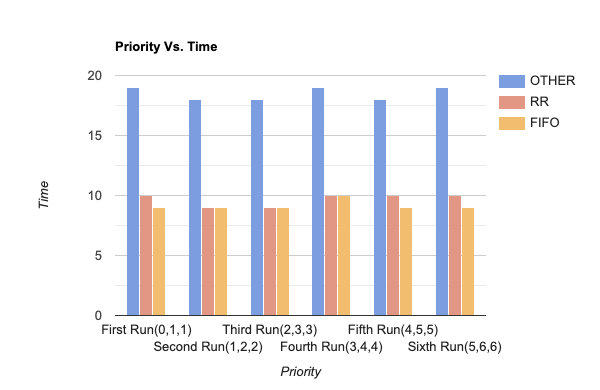 Priority Vs. Time
20
15
10
5
0
Time
OTHER
RR
FIFO
First Run(0,1,1)
Second Run(1,2,2)
Third Run(2,3,3)
Fourth Run(3,4,4)
Fifth Run(4,5,5)
Sixth Run(5,6,6)
Priority